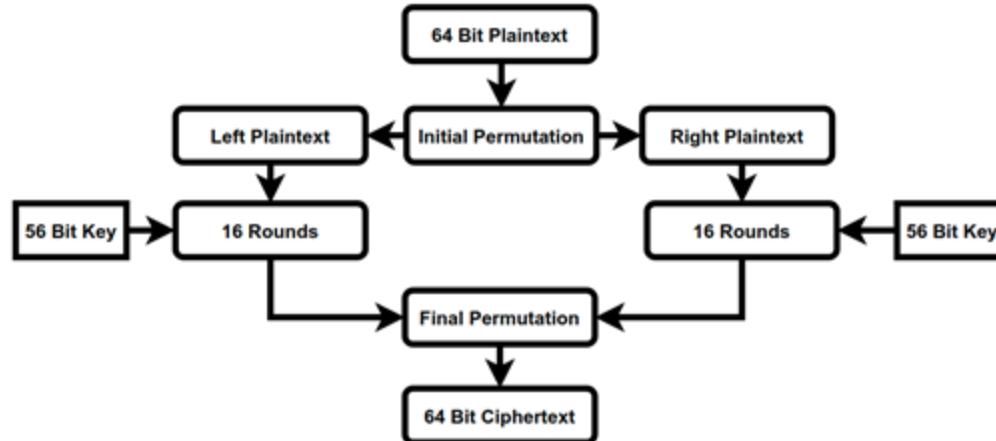 64 Bit Plaintext
Left Plaintext
Initial Permutation
Right Plaintext
56 Bit Key
16 Rounds
16 Rounds
56 Bit Key
Final Permutation
64 Bit Ciphertext